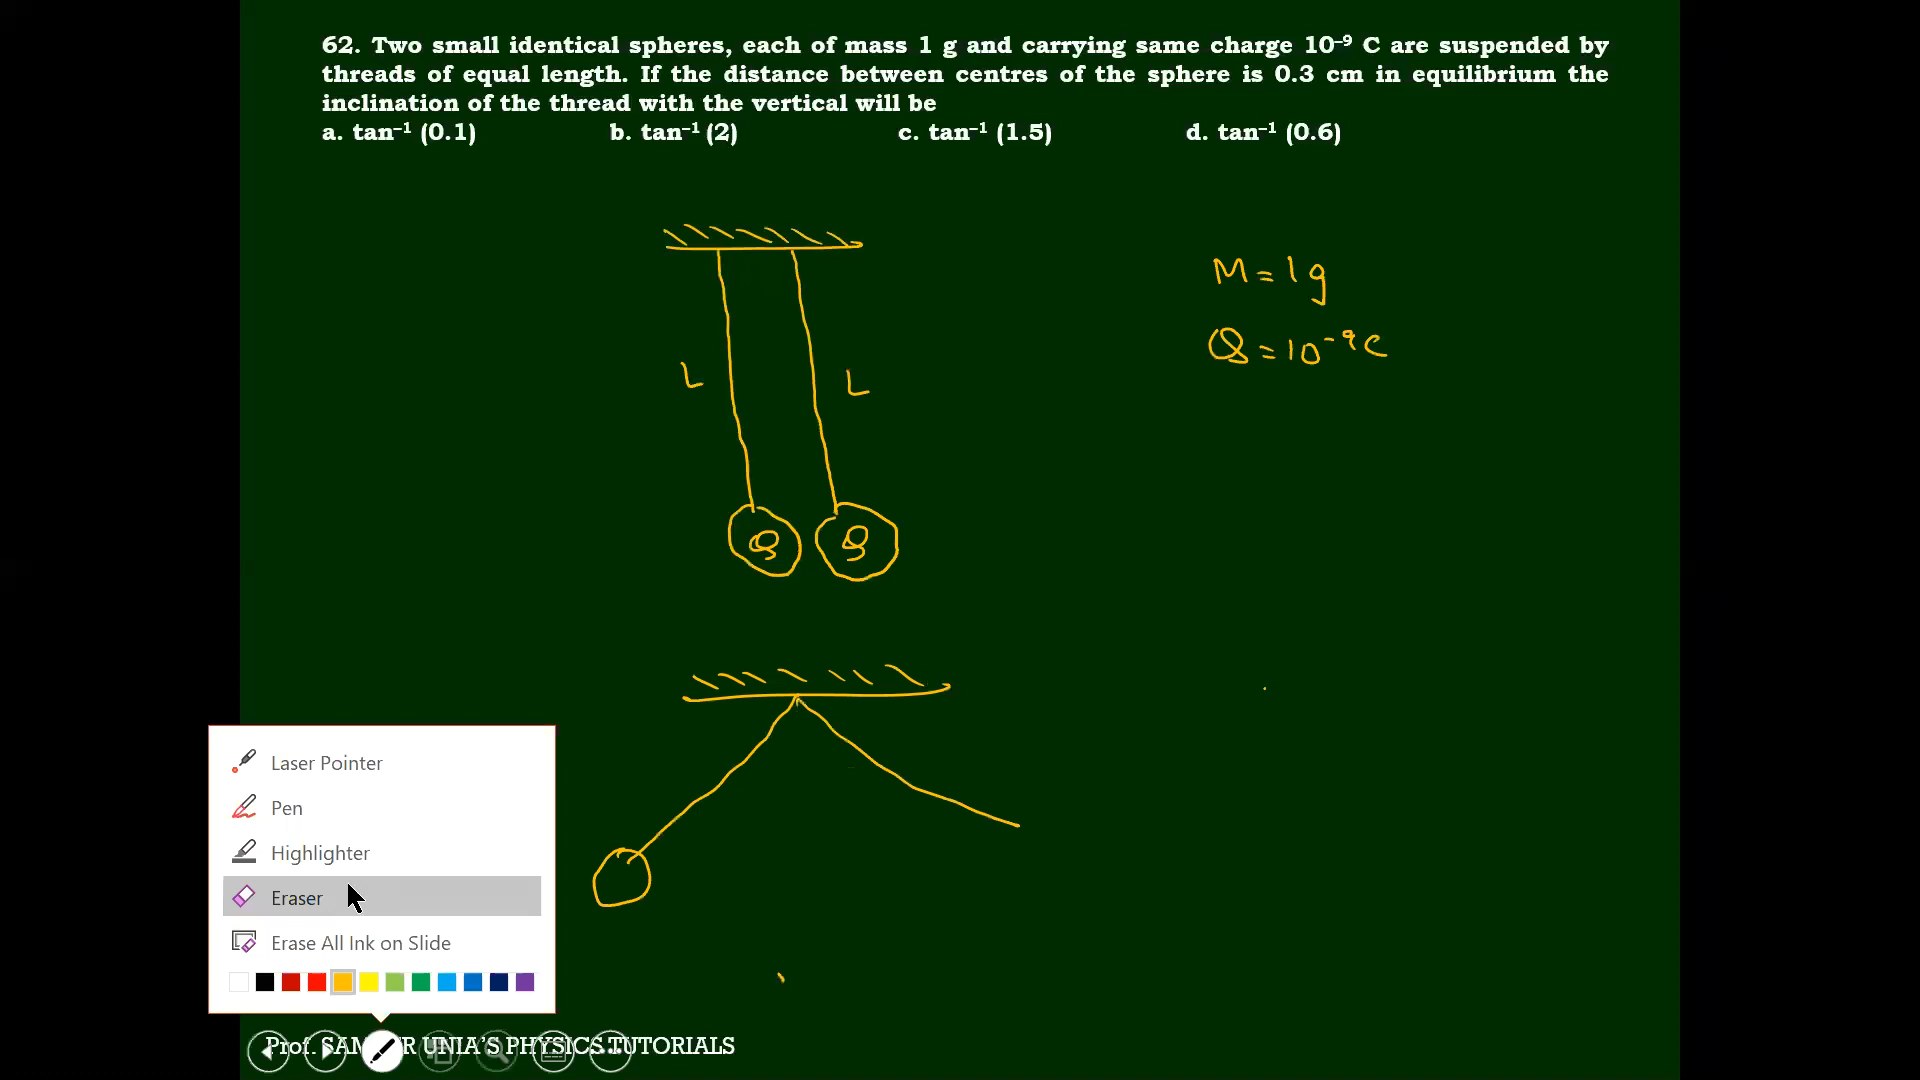 62. Two small identical spheres, each of mass 1 g and carrying same charge 10⁻⁹ C are suspended by
threads of equal length. If the distance between centres of the sphere is 0.3 cm in equilibrium the
inclination of the thread with the vertical will be
a. tan⁻¹ (0.1) b. tan⁻¹ (2) c. tan⁻¹ (1.5) d. tan⁻¹ (0.6)
M = 1 g
Q = 10⁻⁹ C
L L
Q Q
Laser Pointer
Pen
Highlighter
Eraser
Erase All Ink on Slide
Prof. UNIA'S PHYSICS TUTORIALS